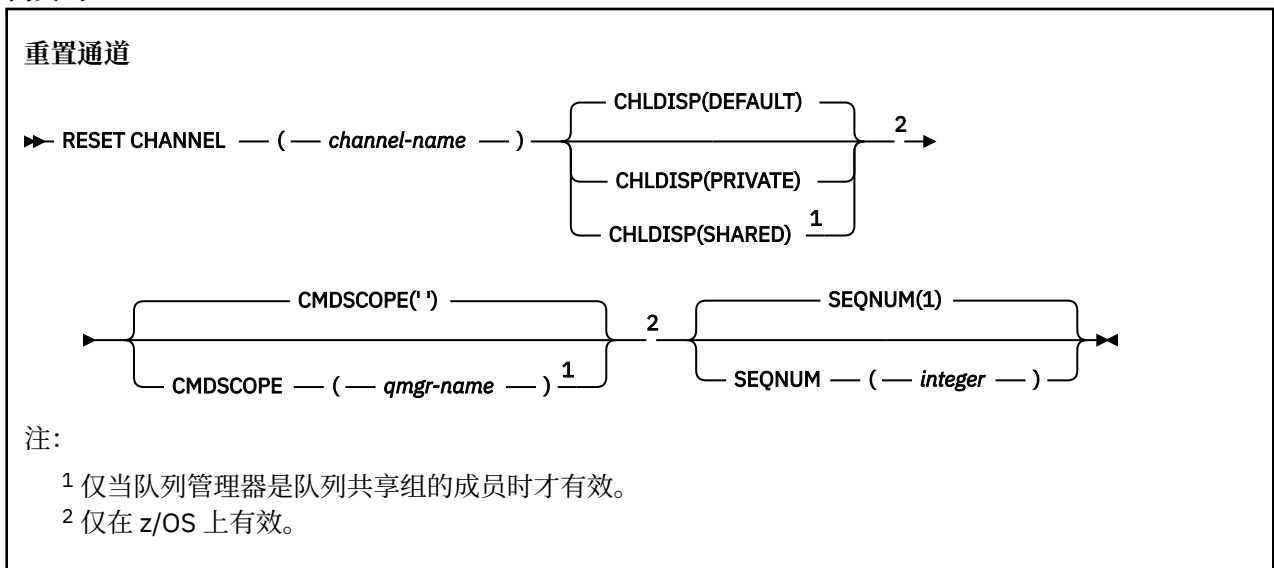 重置通道
CHLDISP(DEFAULT)
RESET CHANNEL ( channel-name ) 2
CHLDISP(PRIVATE)
CHLDISP(SHARED) 1
CMDSCOPE(' ') SEQNUM(1)
2
CMDSCOPE ( qmgr-name ) 1 SEQNUM ( integer )
注：
1 仅当队列管理器是队列共享组的成员时才有效。
2 仅在 z/OS 上有效。